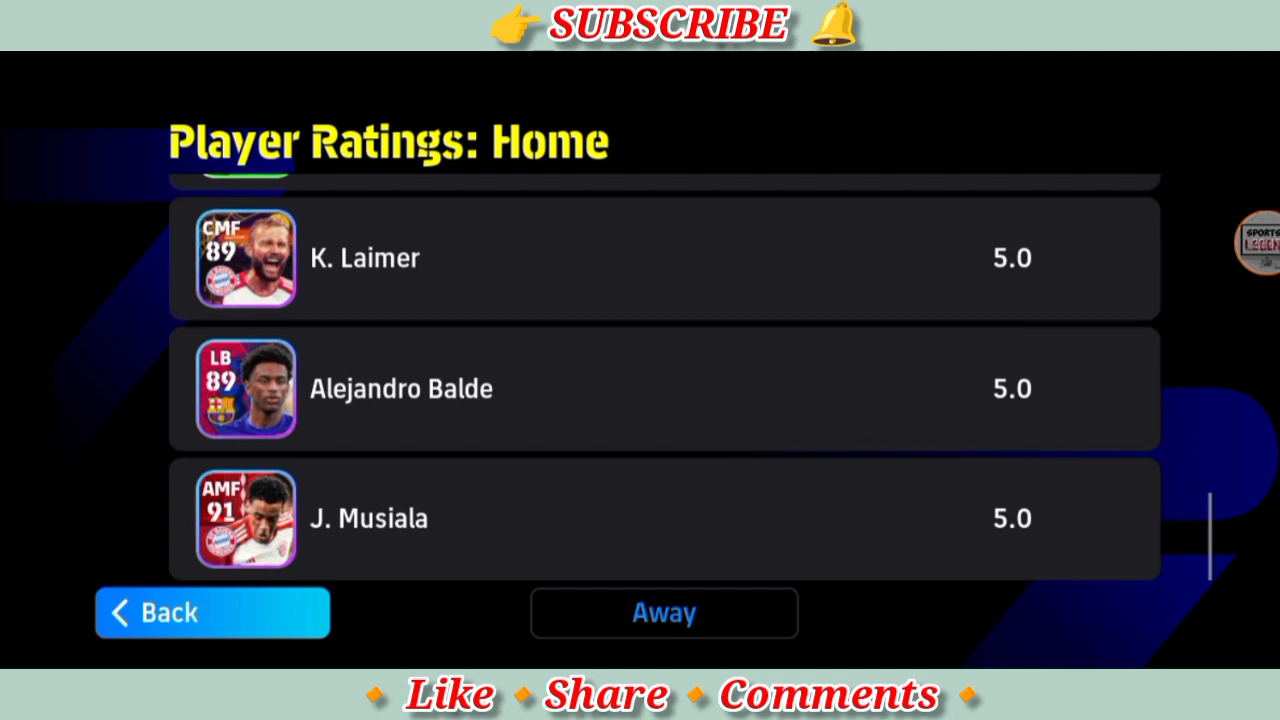 👉 SUBSCRIBE 🔔
Player Ratings: Home
CMF
89
K. Laimer
5.0
SPORTS
LB
89
Alejandro Balde
5.0
AMF
91
J. Musiala
5.0
Back
Away
🔸 Like 🔸 Share 🔸 Comments 🔸